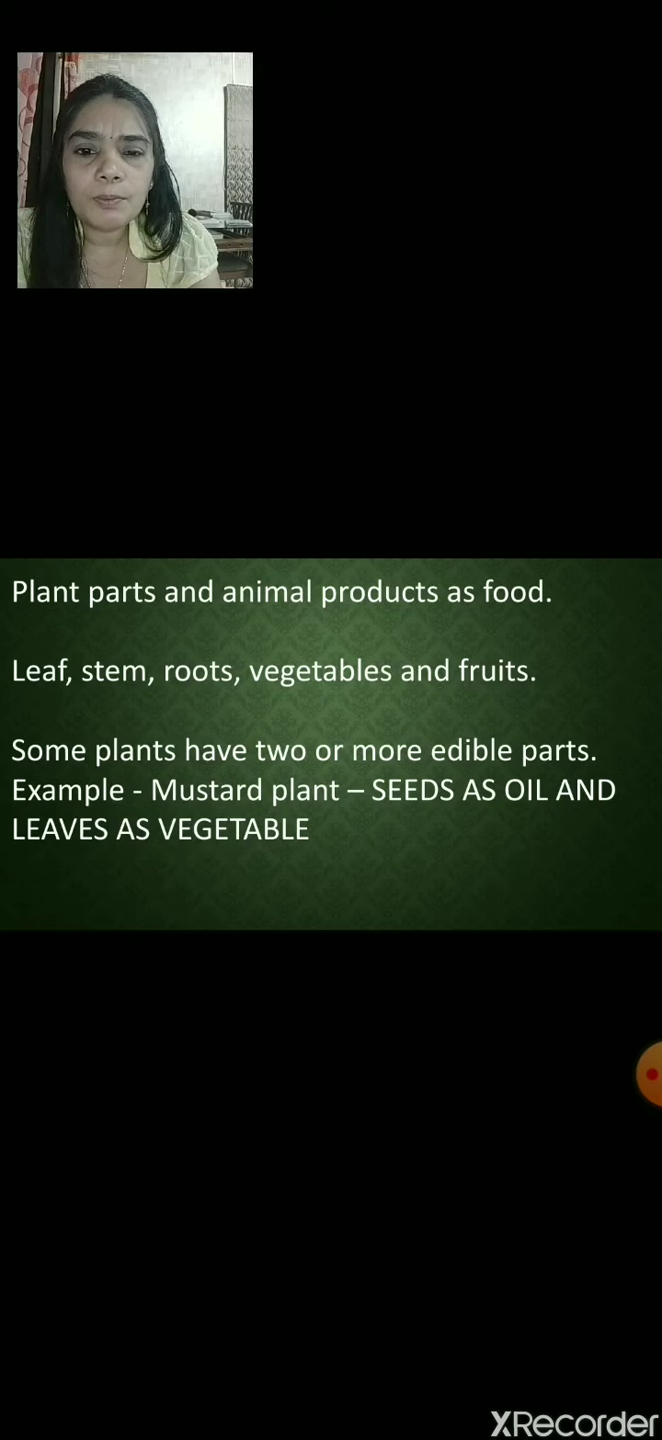 Plant parts and animal products as food.
Leaf, stem, roots, vegetables and fruits.
Some plants have two or more edible parts.
Example - Mustard plant – SEEDS AS OIL AND
LEAVES AS VEGETABLE
XRecorder